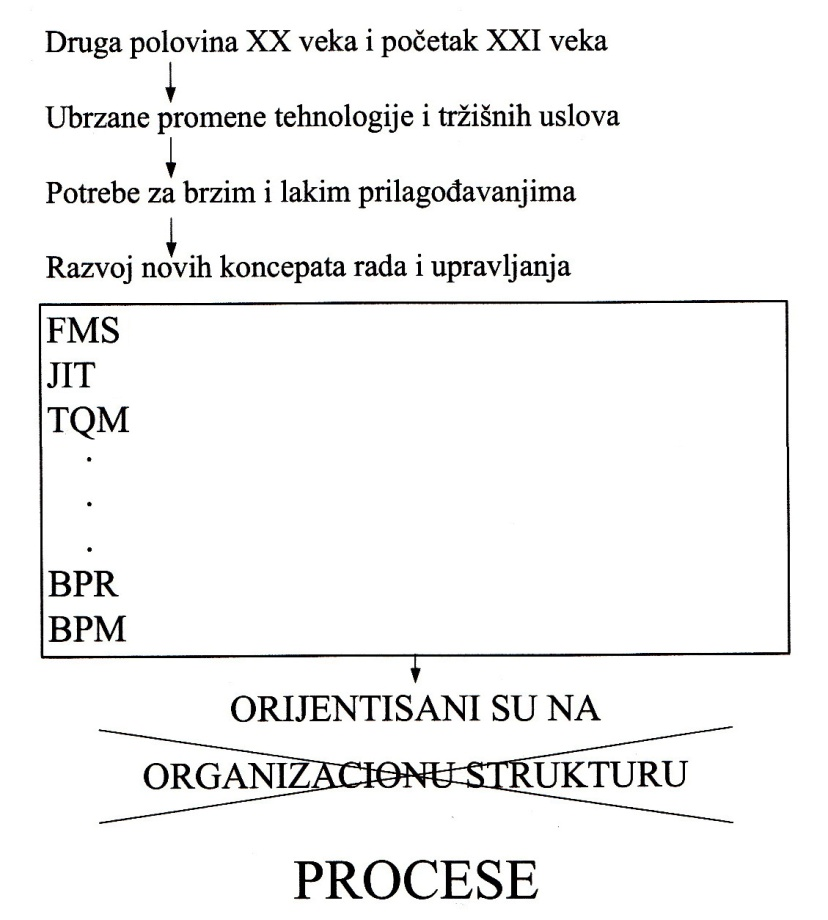 Druga polovina XX veka i početak XXI veka
Ubrzane promene tehnologije i tržišnih uslova
Potrebe za brzim i lakim prilagođavanjima
Razvoj novih koncepata rada i upravljanja
FMS
JIT
TQM
.
.
.
BPR
BPM
ORIJENTISANI SU NA
ORGANIZACIONU STRUKTURU
PROCESE